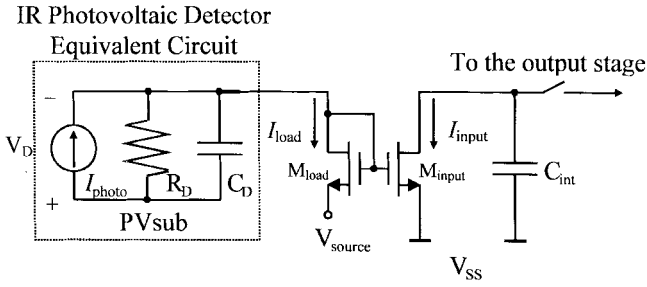 IR Photovoltaic Detector
Equivalent Circuit
To the output stage
−
V_D
+
I_photo
R_D
C_D
PVsub
I_load
M_load
V_source
I_input
M_input
C_int
V_SS